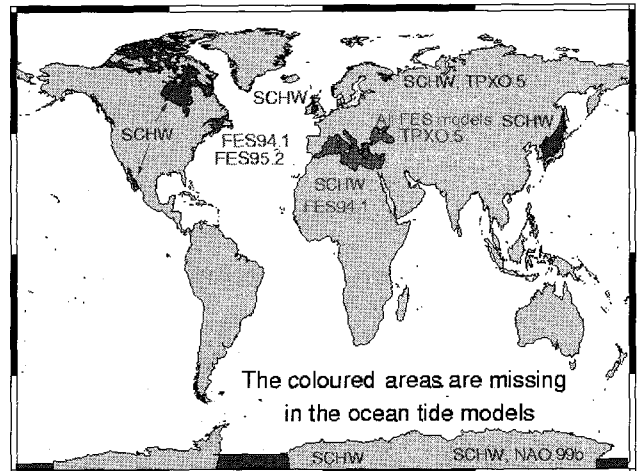 SCHW TPXO.5
SCHW
All FES models SCHW
TPXO.5
SCHW
FES94.1
FES95.2
SCHW
FES94.1
The coloured areas are missing
in the ocean tide models
SCHW
SCHW, NAO.99b